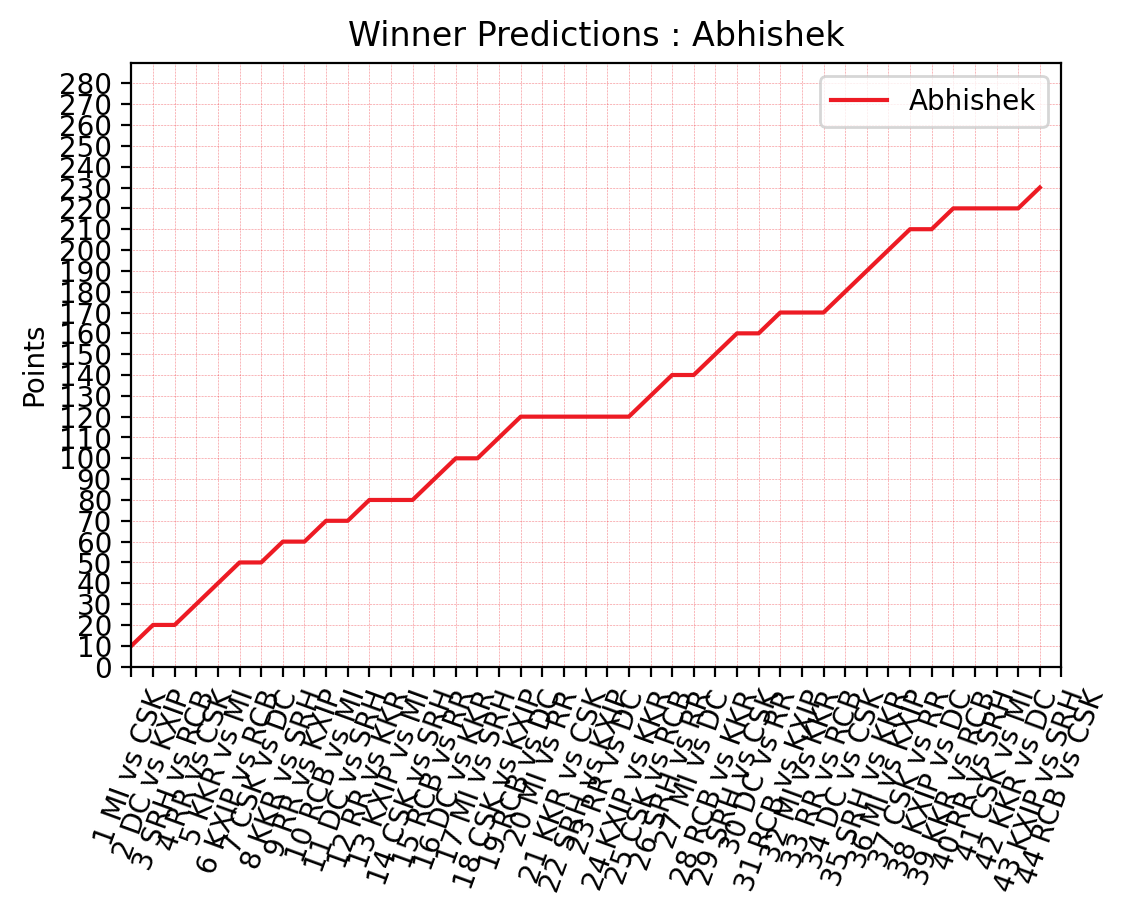 Winner Predictions : Abhishek
Abhishek
Points
280
270
260
250
240
230
220
210
200
190
180
170
160
150
140
130
120
110
100
90
80
70
60
50
40
30
20
10
0
1 MI vs CSK
2 DC vs KXIP
3 SRH vs RCB
4 RR vs CSK
5 KKR vs MI
6 KXIP vs RCB
7 CSK vs DC
8 KKR vs SRH
9 RR vs KXIP
10 RCB vs MI
11 DC vs SRH
12 RR vs KKR
13 KXIP vs MI
14 CSK vs SRH
15 RCB vs RR
16 DC vs KKR
17 MI vs SRH
18 CSK vs KXIP
19 RCB vs DC
20 MI vs RR
21 KKR vs CSK
22 SRH vs KXIP
23 RR vs DC
24 KXIP vs KKR
25 CSK vs RCB
26 SRH vs RR
27 MI vs DC
28 RCB vs KKR
29 SRH vs CSK
30 DC vs RR
31 RCB vs KXIP
32 MI vs KKR
33 RR vs RCB
34 DC vs CSK
35 SRH vs KKR
36 MI vs KXIP
37 CSK vs RR
38 KXIP vs DC
39 KKR vs RCB
40 RR vs SRH
41 CSK vs MI
42 KKR vs DC
43 KXIP vs SRH
44 RCB vs CSK